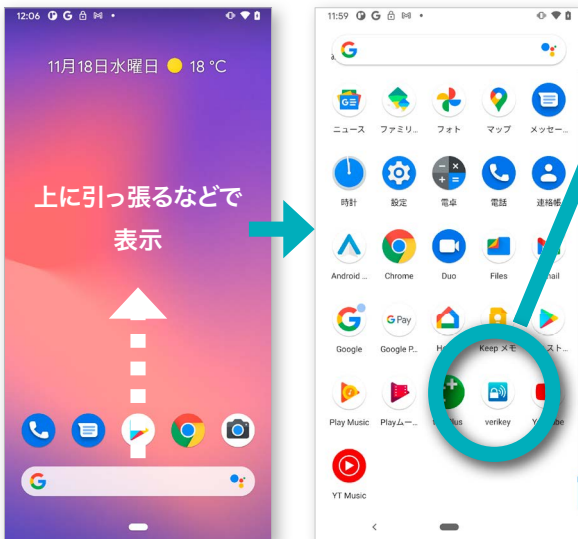 12:06
11月18日水曜日 18 °C
上に引っ張るなどで
表示
11:59
ニュース ファミリ.. フォト マップ メッセー...
時計 設定 電卓 電話 連絡帳
Android ... Chrome Duo Files
Google Google P... Keep メモ
G Pay
Play Music Playムー... verikey
YT Music